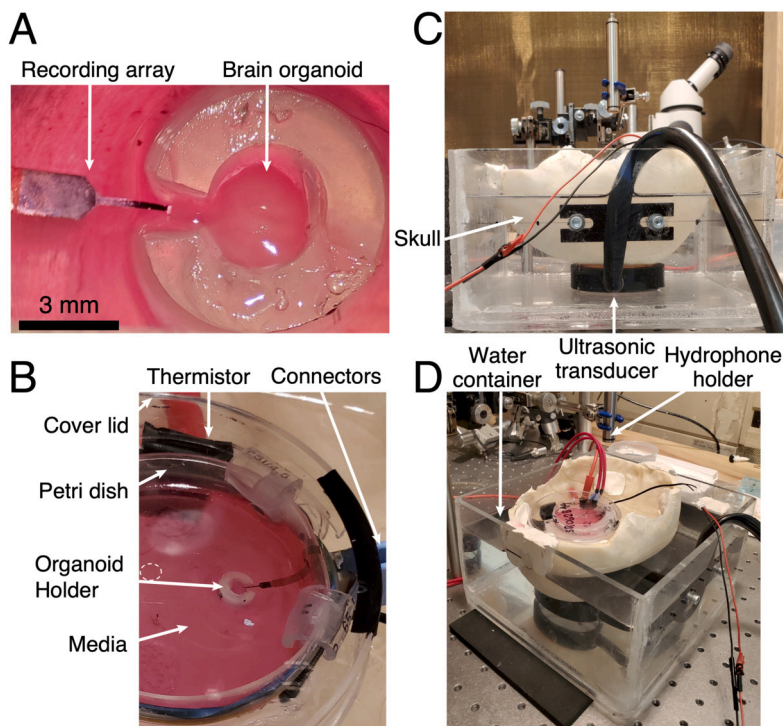 A
Recording array
Brain organoid
3 mm
B
Thermistor
Connectors
Cover lid
Petri dish
Organoid
Holder
Media
C
Skull
Ultrasonic
transducer
D
Water
container
Hydrophone
holder